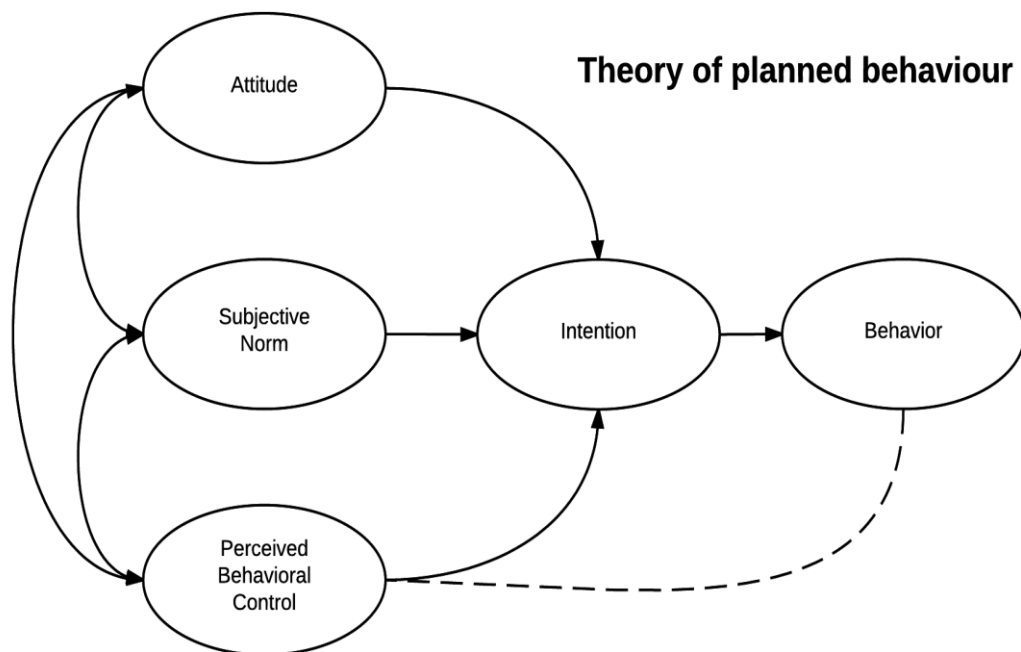 Theory of planned behaviour
Attitude
Subjective
Norm
Intention
Behavior
Perceived
Behavioral
Control